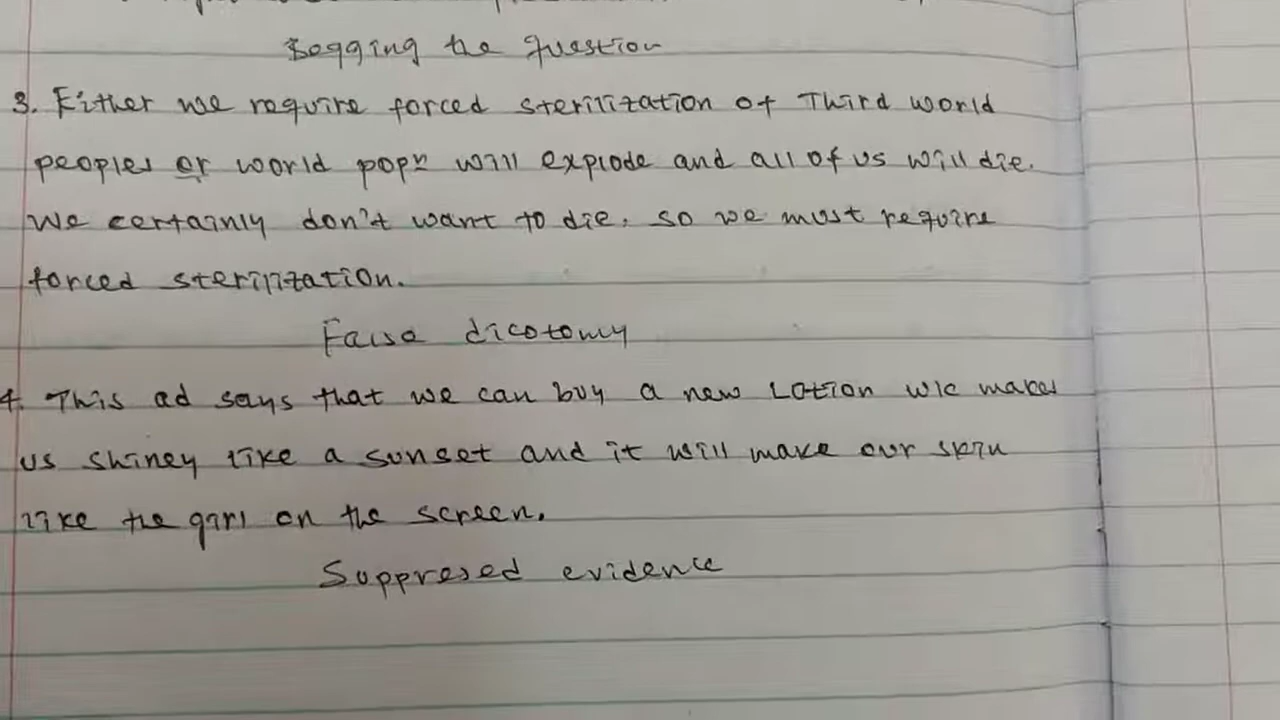 Begging the question
3. Either we require forced sterilization of Third world
peoples or world popn will explode and all of us will die.
We certainly don't want to die, so we must require
forced sterilization.
False dicotomy
4. This ad says that we can buy a new Lotion wic makes
us shiney like a sunset and it will make our skin
like the girl on the screen.
Suppresed evidence